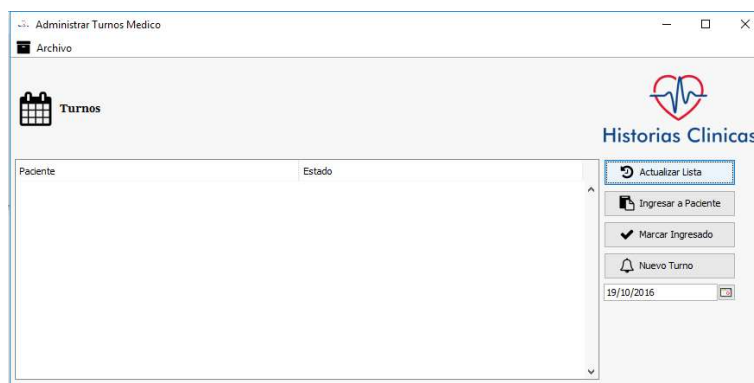 Administrar Turnos Medico
Archivo
Turnos
Historias Clinicas
Paciente Estado
Actualizar Lista
Ingresar a Paciente
Marcar Ingresado
Nuevo Turno
19/10/2016